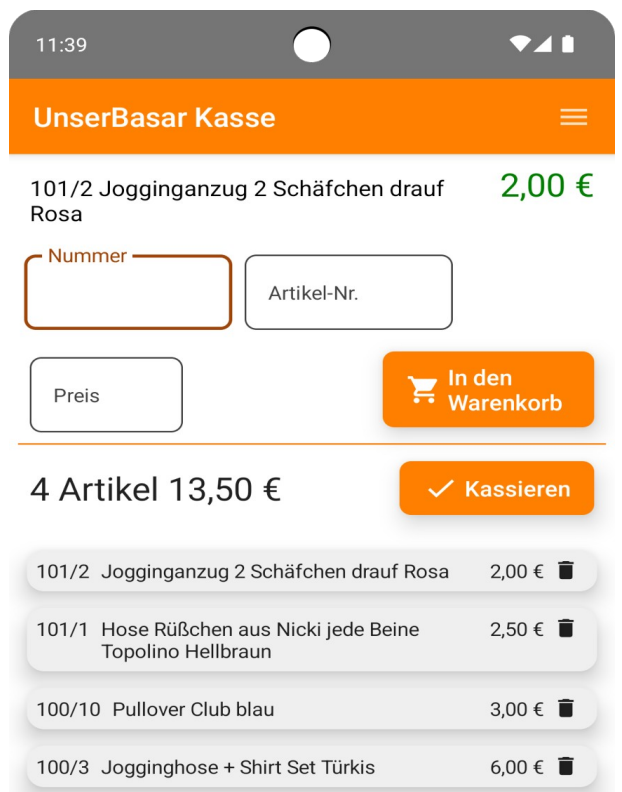 11:39
UnserBasar Kasse
101/2 Jogginganzug 2 Schäfchen drauf
Rosa
2,00 €
Nummer
Artikel-Nr.
Preis
In den
Warenkorb
4 Artikel 13,50 €
Kassieren
101/2 Jogginganzug 2 Schäfchen drauf Rosa 2,00 €
101/1 Hose Rüßchen aus Nicki jede Beine 2,50 €
Topolino Hellbraun
100/10 Pullover Club blau 3,00 €
100/3 Jogginghose + Shirt Set Türkis 6,00 €